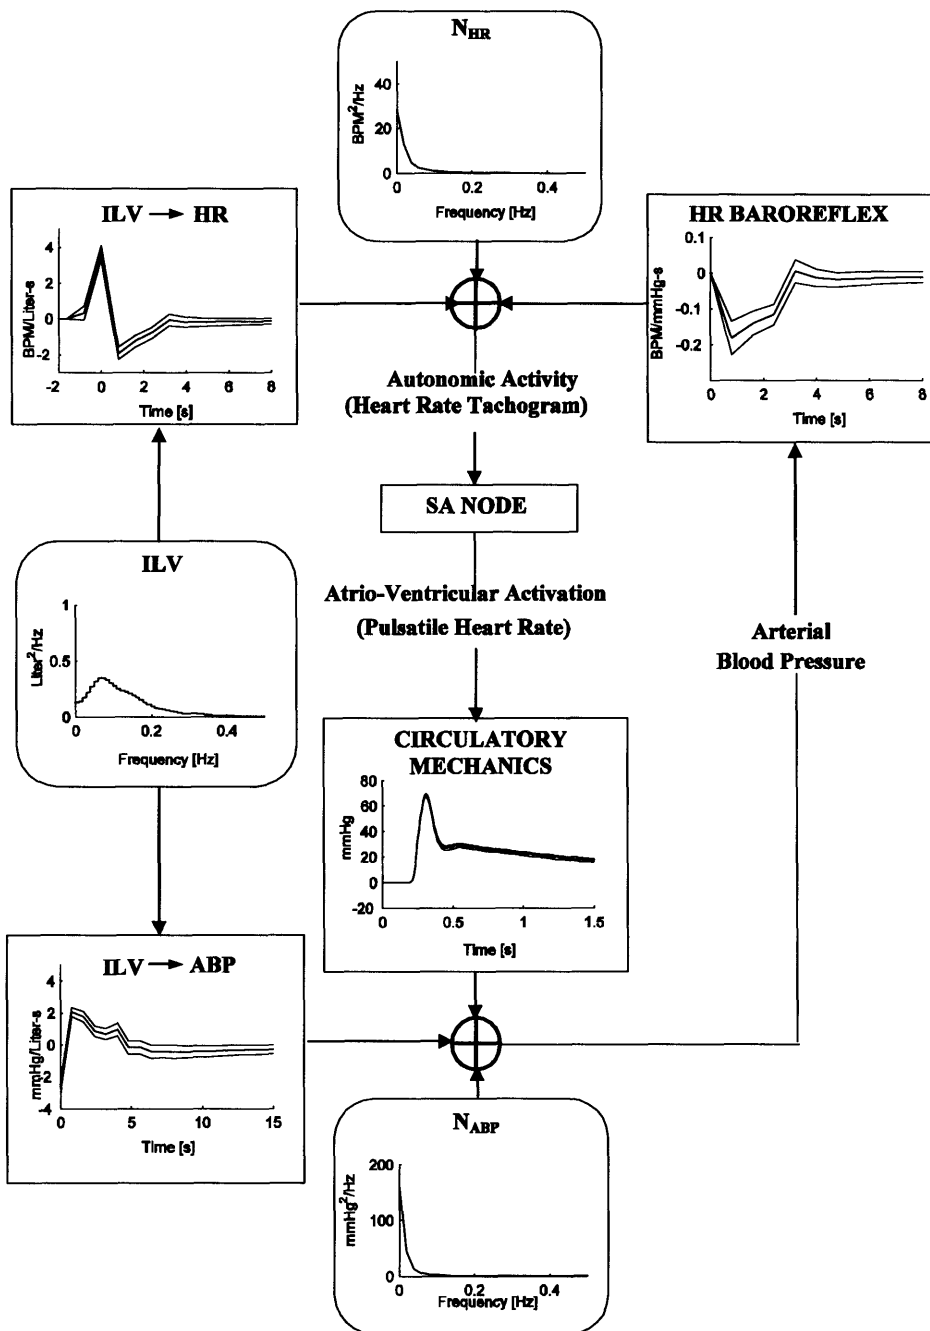 N_HR
BPM²/Hz
40
20
0
0
0.2
0.4
Frequency [Hz]
ILV → HR
BPM/Liter-s
4
2
0
-2
-2
0
2
4
6
8
Time [s]
HR BAROREFLEX
BPM/mmHg-s
0.1
0
-0.1
-0.2
0
2
4
6
8
Time [s]
Autonomic Activity
(Heart Rate Tachogram)
SA NODE
ILV
Liter²/Hz
1
0.5
0
0
0.2
0.4
Frequency [Hz]
Atrio-Ventricular Activation
(Pulsatile Heart Rate)
Arterial
Blood Pressure
CIRCULATORY
MECHANICS
mmHg
80
60
40
20
0
-20
0
0.5
1
1.5
Time [s]
ILV → ABP
mmHg/Liter-s
4
2
0
-2
-4
0
5
10
15
Time [s]
N_ABP
mmHg²/Hz
200
100
0
0
0.2
0.4
Frequency [Hz]